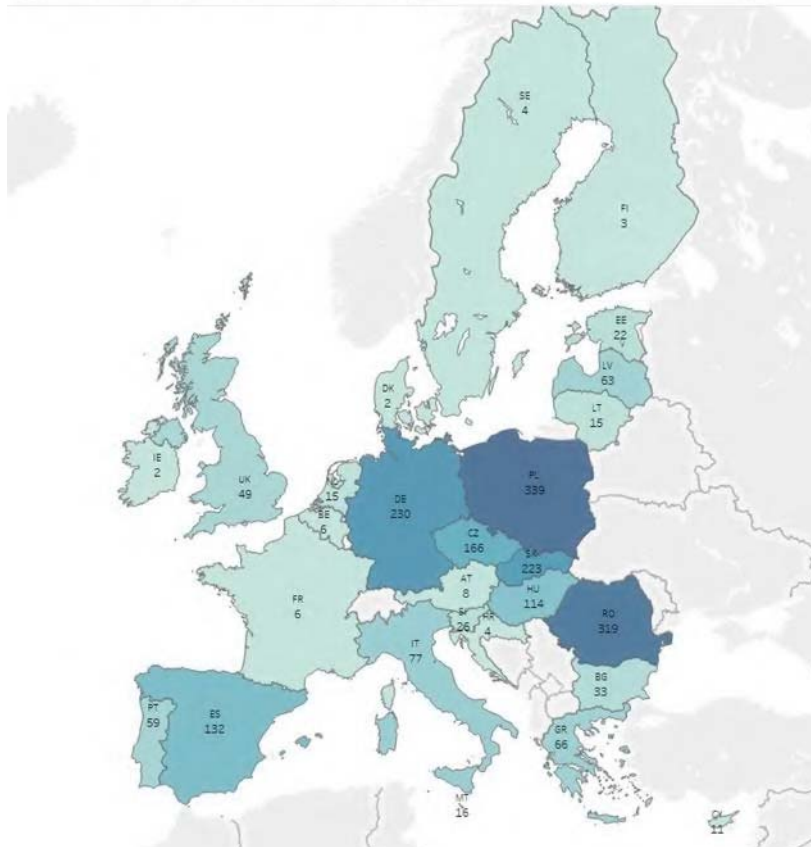 SE
4
FI
3
EE
22
LV
63
LT
15
DK
2
IE
2
UK
49
15
BE
6
DE
230
PL
339
CZ
166
223
AT
8
HU
114
FR
6
SI
26
HR
4
RO
319
IT
77
BG
33
PT
59
ES
132
GR
66
MT
16
11